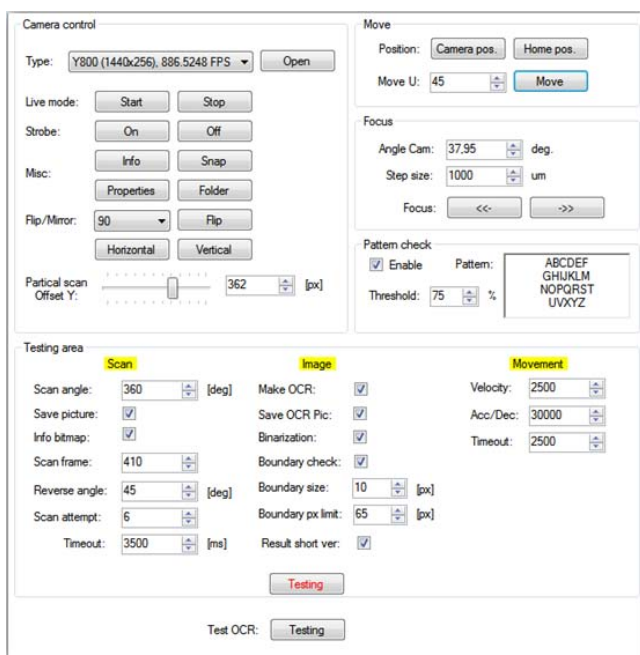 Camera control
Type: Y800 (1440x256), 886.5248 FPS Open
Live mode: Start Stop
Strobe: On Off
Misc: Info Snap
Properties Folder
Flip/Mirror: 90 Flip
Horizontal Vertical
Partical scan
Offset Y: 362 [px]
Move
Position: Camera pos. Home pos.
Move U: 45 Move
Focus
Angle Cam: 37,95 deg.
Step size: 1000 um
Focus: <<- ->>
Pattern check
Enable Pattern: ABCDEF
GHIJKLM
NOPQRST
UVXYZ
Threshold: 75 %
Testing area
Scan
Scan angle: 360 [deg]
Save picture:
Info bitmap:
Scan frame: 410
Reverse angle: 45 [deg]
Scan attempt: 6
Timeout: 3500 [ms]
Image
Make OCR:
Save OCR Pic:
Binarization:
Boundary check:
Boundary size: 10 [px]
Boundary px limit: 65 [px]
Result short ver:
Movement
Velocity: 2500
Acc/Dec: 30000
Timeout: 2500
Testing
Test OCR: Testing